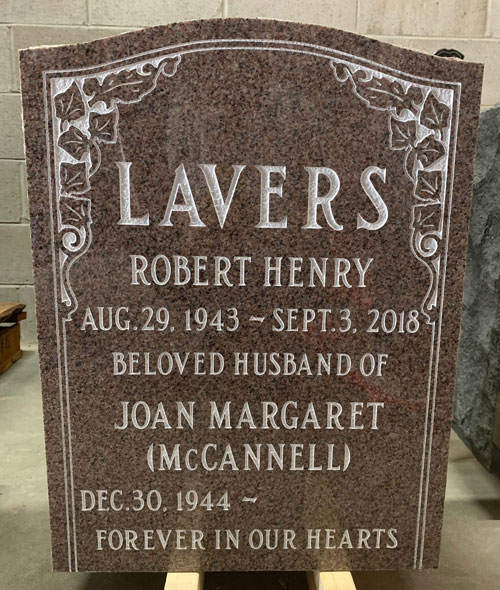 LAVERS
ROBERT HENRY
AUG. 29, 1943 ~ SEPT. 3, 2018
BELOVED HUSBAND OF
JOAN MARGARET
(McCANNELL)
DEC. 30, 1944 ~
FOREVER IN OUR HEARTS